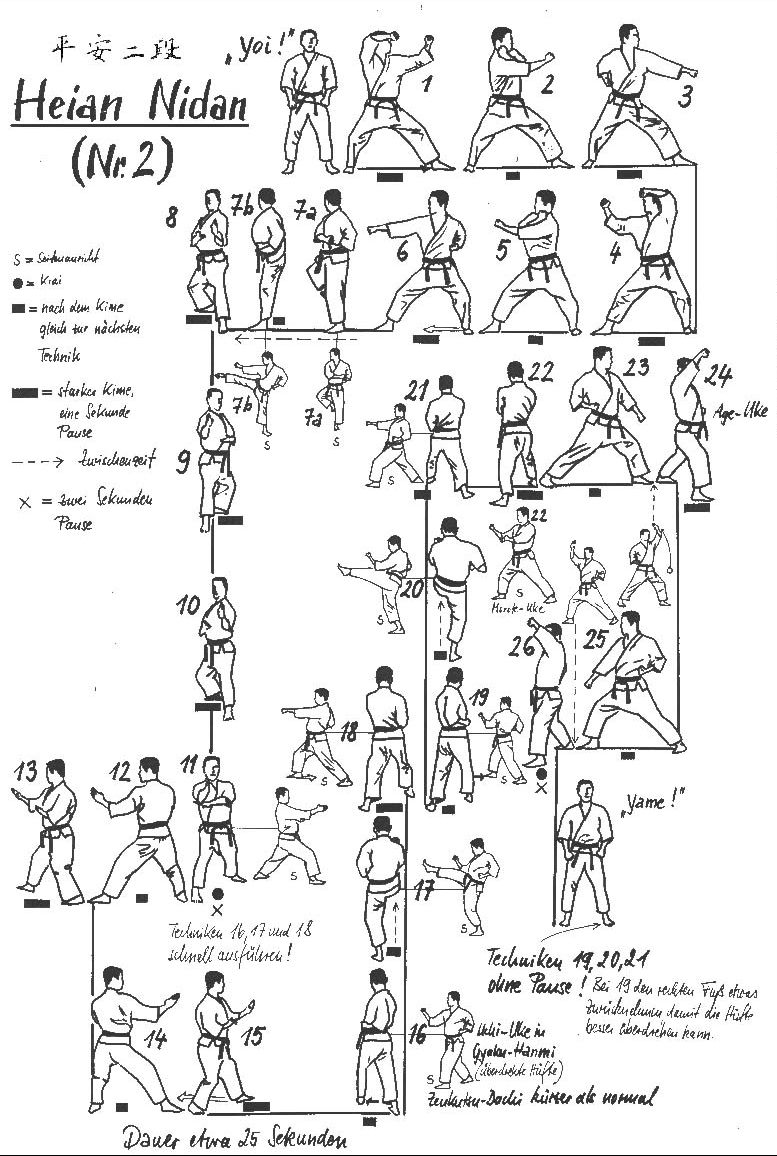 平安二段
Heian Nidan
(Nr. 2)
„Yoi!"
1
2
3
S = Seitenansicht
● = Kiai
= nach dem Kime
gleich zur nächsten
Technik
= starker Kime,
eine Sekunde
Pause
---> Zwischenzeit
X = zwei Sekunden
Pause
8
7b
7a
6
5
4
7b
S
7a
S
9
21
S
22
23
24
Age-Uke
10
20
S
22
S
Morote-Uke
26
25
X
18
S
19
S
13
12
11
S
X
„Yame!"
17
S
Techniken 16, 17 und 18
schnell ausführen!
Techniken 19, 20, 21
ohne Pause! Bei 19 den rechten Fuß etwas
zurücknehmen damit die Hüfte
besser überdrehen kann.
14
15
16
S
Uchi-Uke in
Gyaku-Hanmi
(überdrehte Hüfte)
Zenkutsu-Dachi kürzer als normal
Dauer etwa 25 Sekunden